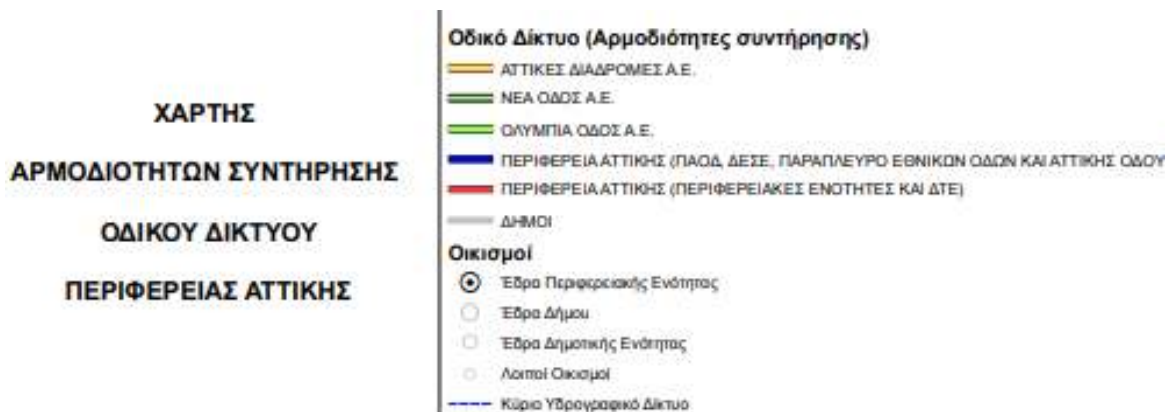 ΧΑΡΤΗΣ
ΑΡΜΟΔΙΟΤΗΤΩΝ ΣΥΝΤΗΡΗΣΗΣ
ΟΔΙΚΟΥ ΔΙΚΤΥΟΥ
ΠΕΡΙΦΕΡΕΙΑΣ ΑΤΤΙΚΗΣ
Οδικό Δίκτυο (Αρμοδιότητες συντήρησης)
ΑΤΤΙΚΕΣ ΔΙΑΔΡΟΜΕΣ Α.Ε.
ΝΕΑ ΟΔΟΣ Α.Ε.
ΟΛΥΜΠΙΑ ΟΔΟΣ Α.Ε.
ΠΕΡΙΦΕΡΕΙΑ ΑΤΤΙΚΗΣ (ΠΑΟΔ, ΔΕΣΕ, ΠΑΡΑΠΛΕΥΡΟ ΕΘΝΙΚΩΝ ΟΔΩΝ ΚΑΙ ΑΤΤΙΚΗΣ ΟΔΟΥ
ΠΕΡΙΦΕΡΕΙΑ ΑΤΤΙΚΗΣ (ΠΕΡΙΦΕΡΕΙΑΚΕΣ ΕΝΟΤΗΤΕΣ ΚΑΙ ΔΤΕ)
ΔΗΜΟΙ
Οικισμοί
Έδρα Περιφερειακής Ενότητας
Έδρα Δήμου
Έδρα Δημοτικής Ενότητας
Λοιποί Οικισμοί
Κύριο Υδρογραφικό Δίκτυο